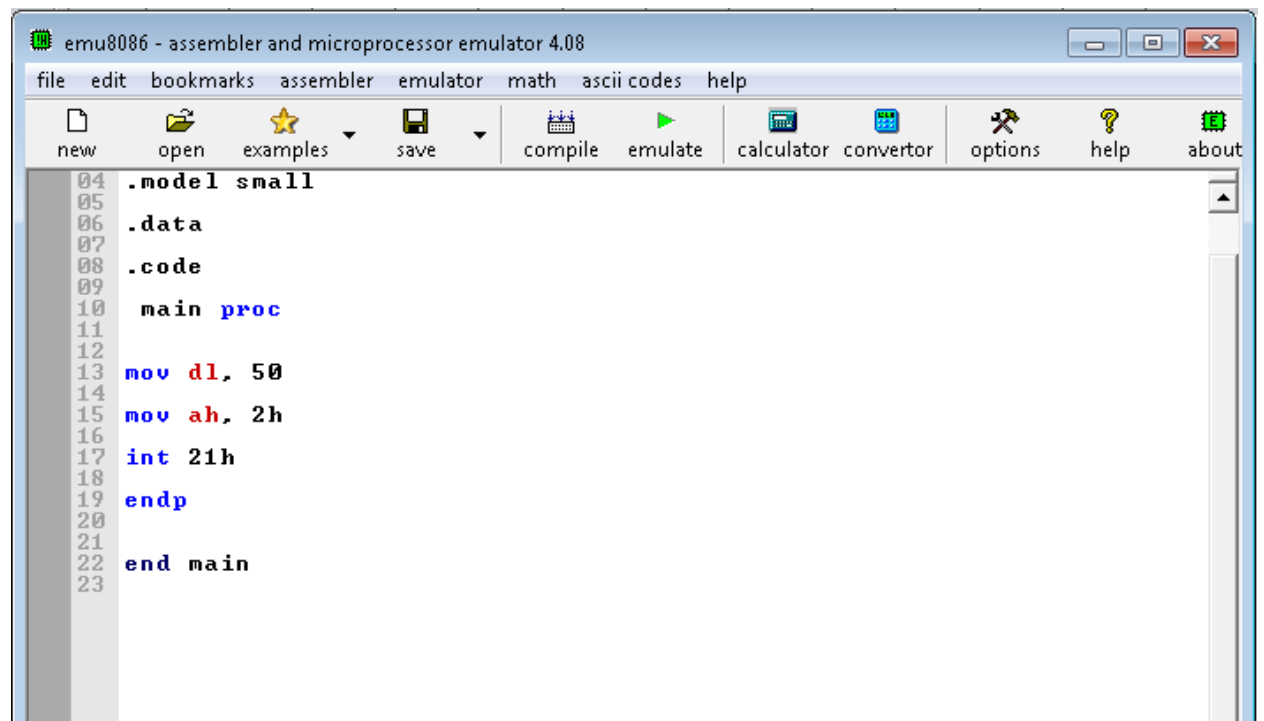 emu8086 - assembler and microprocessor emulator 4.08
file edit bookmarks assembler emulator math ascii codes help
new open examples save compile emulate calculator convertor options help about
04 .model small
05
06 .data
07
08 .code
09
10 main proc
11
12
13 mov dl, 50
14
15 mov ah, 2h
16
17 int 21h
18
19 endp
20
21
22 end main
23